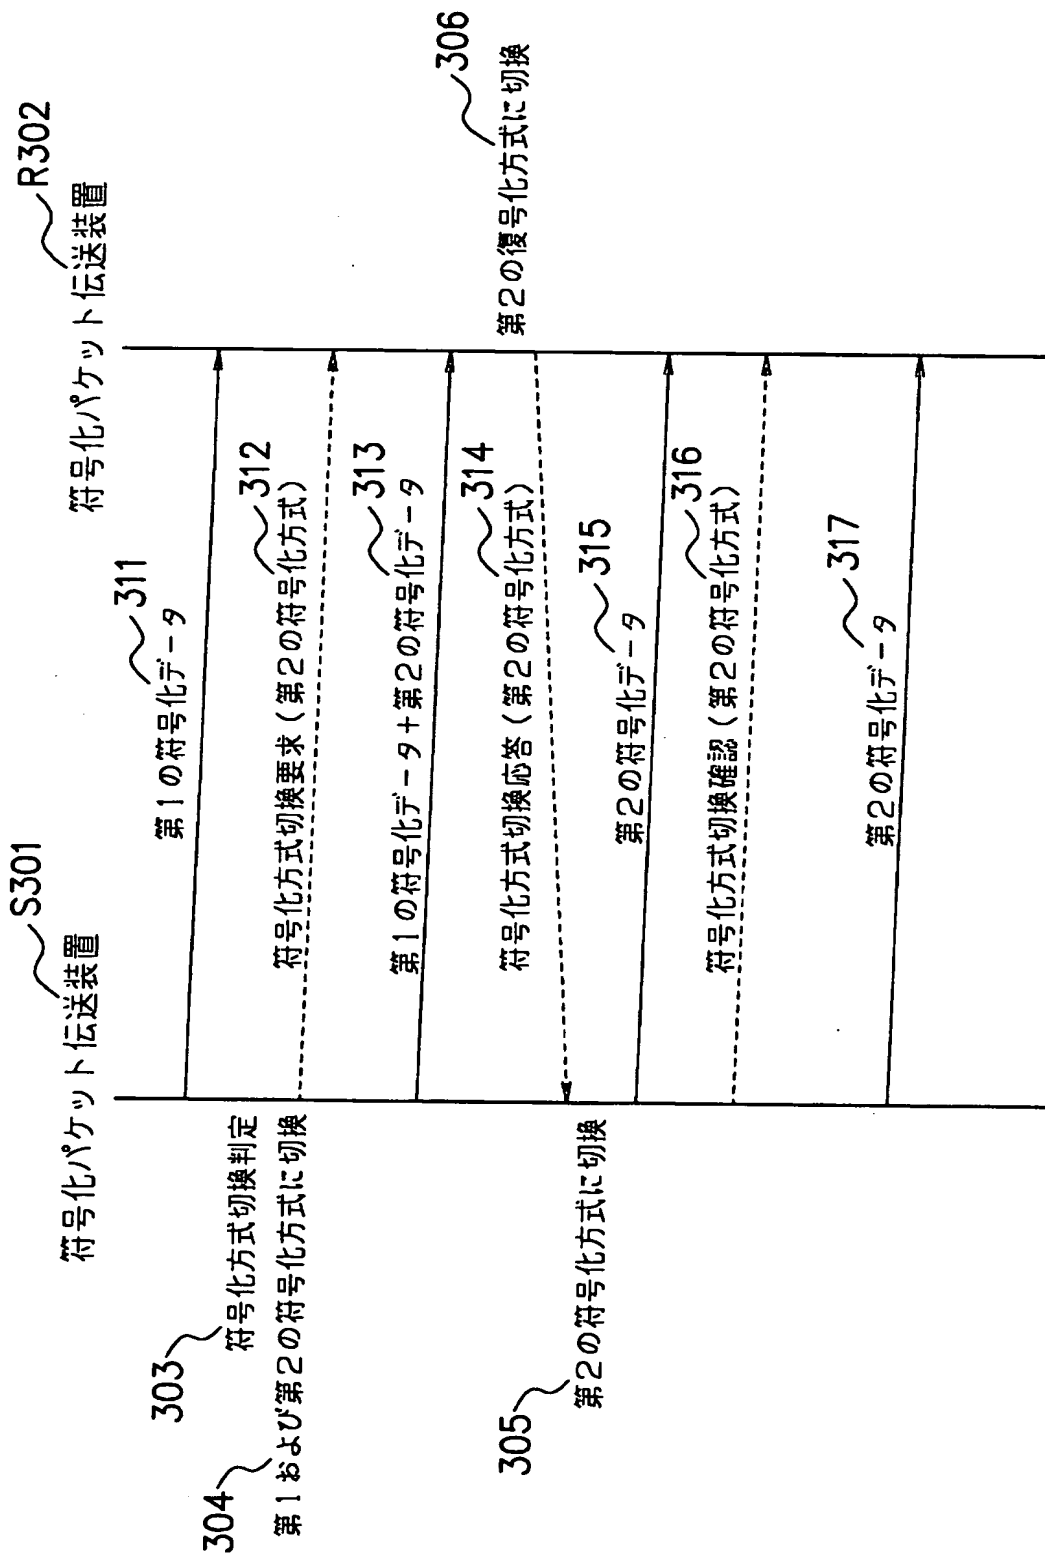 符号化パケット伝送装置 S301
符号化パケット伝送装置 R302
第1の符号化データ 311
303 符号化方式切換判定
304 第1および第2の符号化方式に切換
符号化方式切換要求(第2の符号化方式) 312
第1の符号化データ+第2の符号化データ 313
306 第2の復号化方式に切換
符号化方式切換応答(第2の符号化方式) 314
305 第2の符号化方式に切換
第2の符号化データ 315
符号化方式切換確認(第2の符号化方式) 316
第2の符号化データ 317